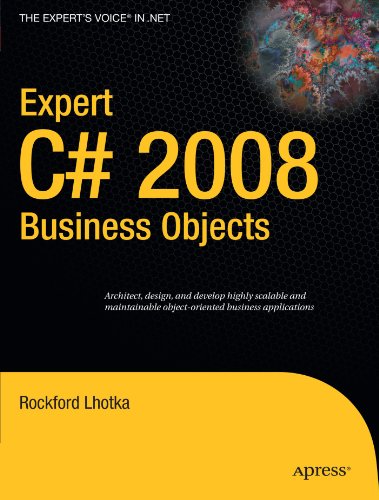 THE EXPERT'S VOICE® IN .NET
Expert
C# 2008
Business Objects
Architect, design, and develop highly scalable and
maintainable object-oriented business applications
Rockford Lhotka
Apress®